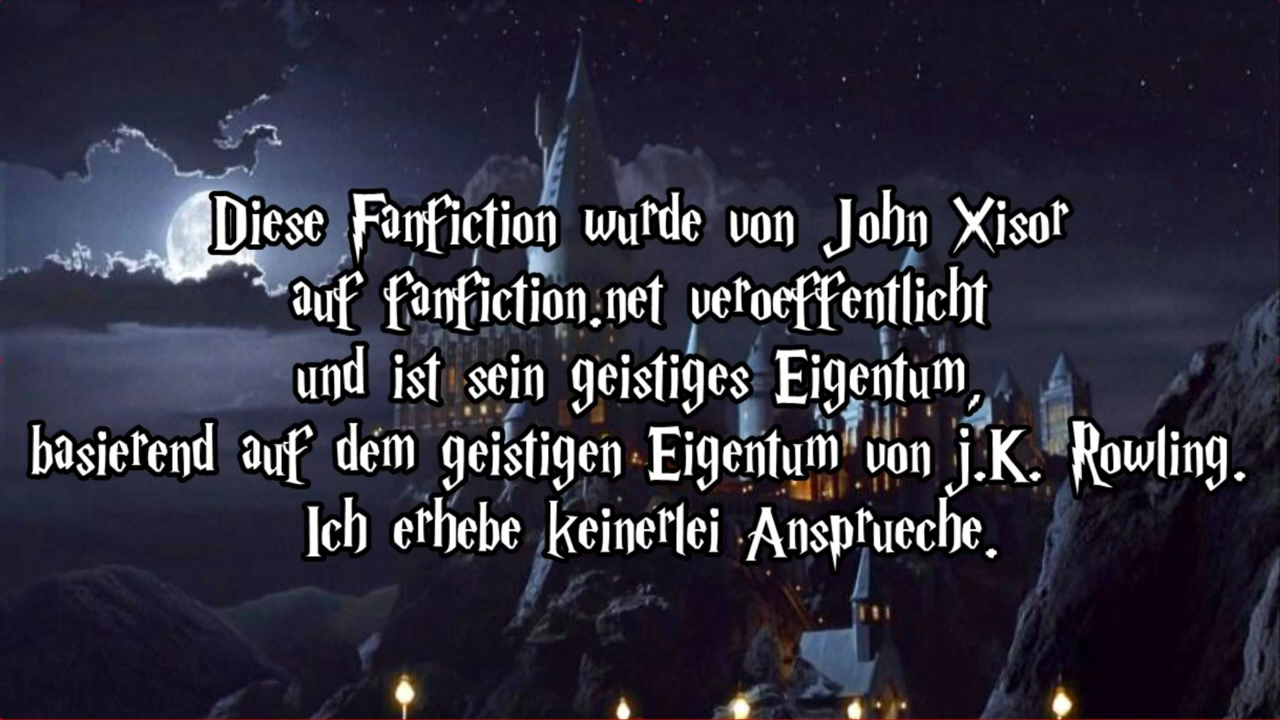 Diese Fanfiction wurde von John Xisor
auf fanfiction.net veroeffentlicht
und ist sein geistiges Eigentum,
basierend auf dem geistigen Eigentum von j.K. Rowling.
Ich erhebe keinerlei Ansprueche.